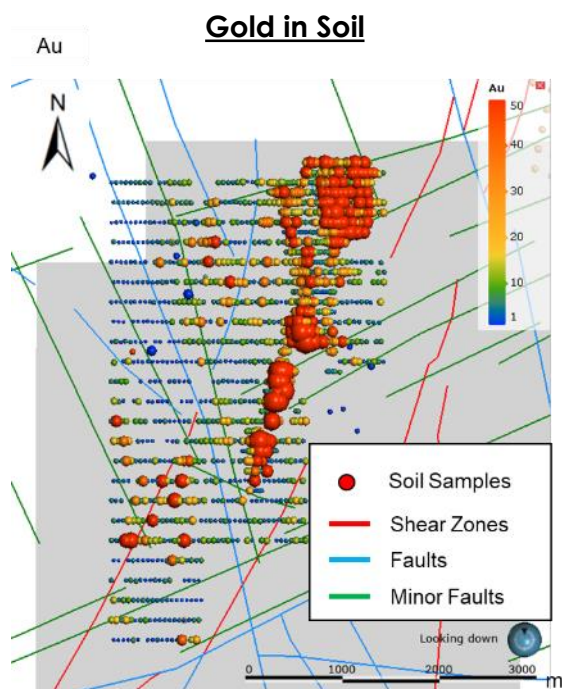 Gold in Soil
Au
N
Au
50
40
30
20
10
1
Soil Samples
Shear Zones
Faults
Minor Faults
Looking down
0 1000 2000 3000 m